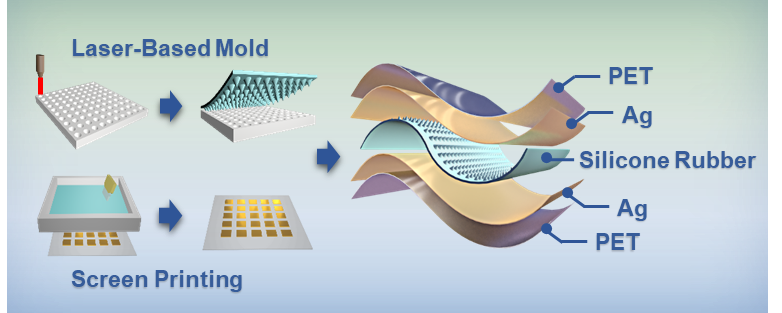 Laser-Based Mold
PET
Ag
Silicone Rubber
Ag
PET
Screen Printing